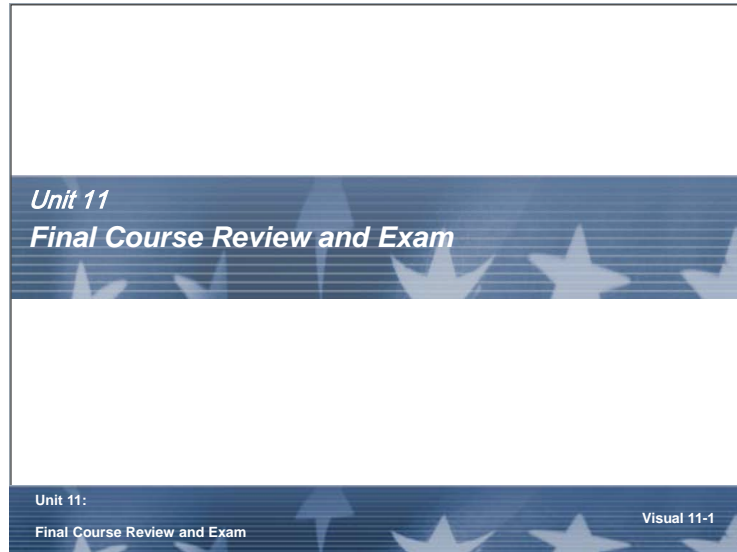 Unit 11
Final Course Review and Exam
Unit 11:
Visual 11-1
Final Course Review and Exam